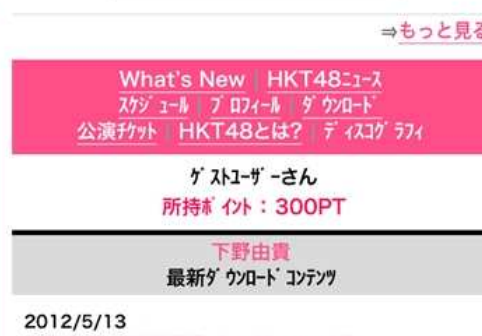 ⇒もっと見る
What's New | HKT48ﾆｭｰｽ
ｽｹｼﾞｭｰﾙ | ﾌﾟﾛﾌィｰﾙ | ﾀﾞｳﾝﾛｰﾄﾞ
公演ﾁｹｯﾄ | HKT48とは? | ﾃﾞｨｽｺｸﾞﾗﾌｨ
ｹﾞｽﾄﾕｰｻﾞｰさん
所持ﾎﾟｲﾝﾄ：300PT
下野由貴
最新ﾀﾞｳﾝﾛｰﾄﾞｺﾝﾃﾝﾂ
2012/5/13